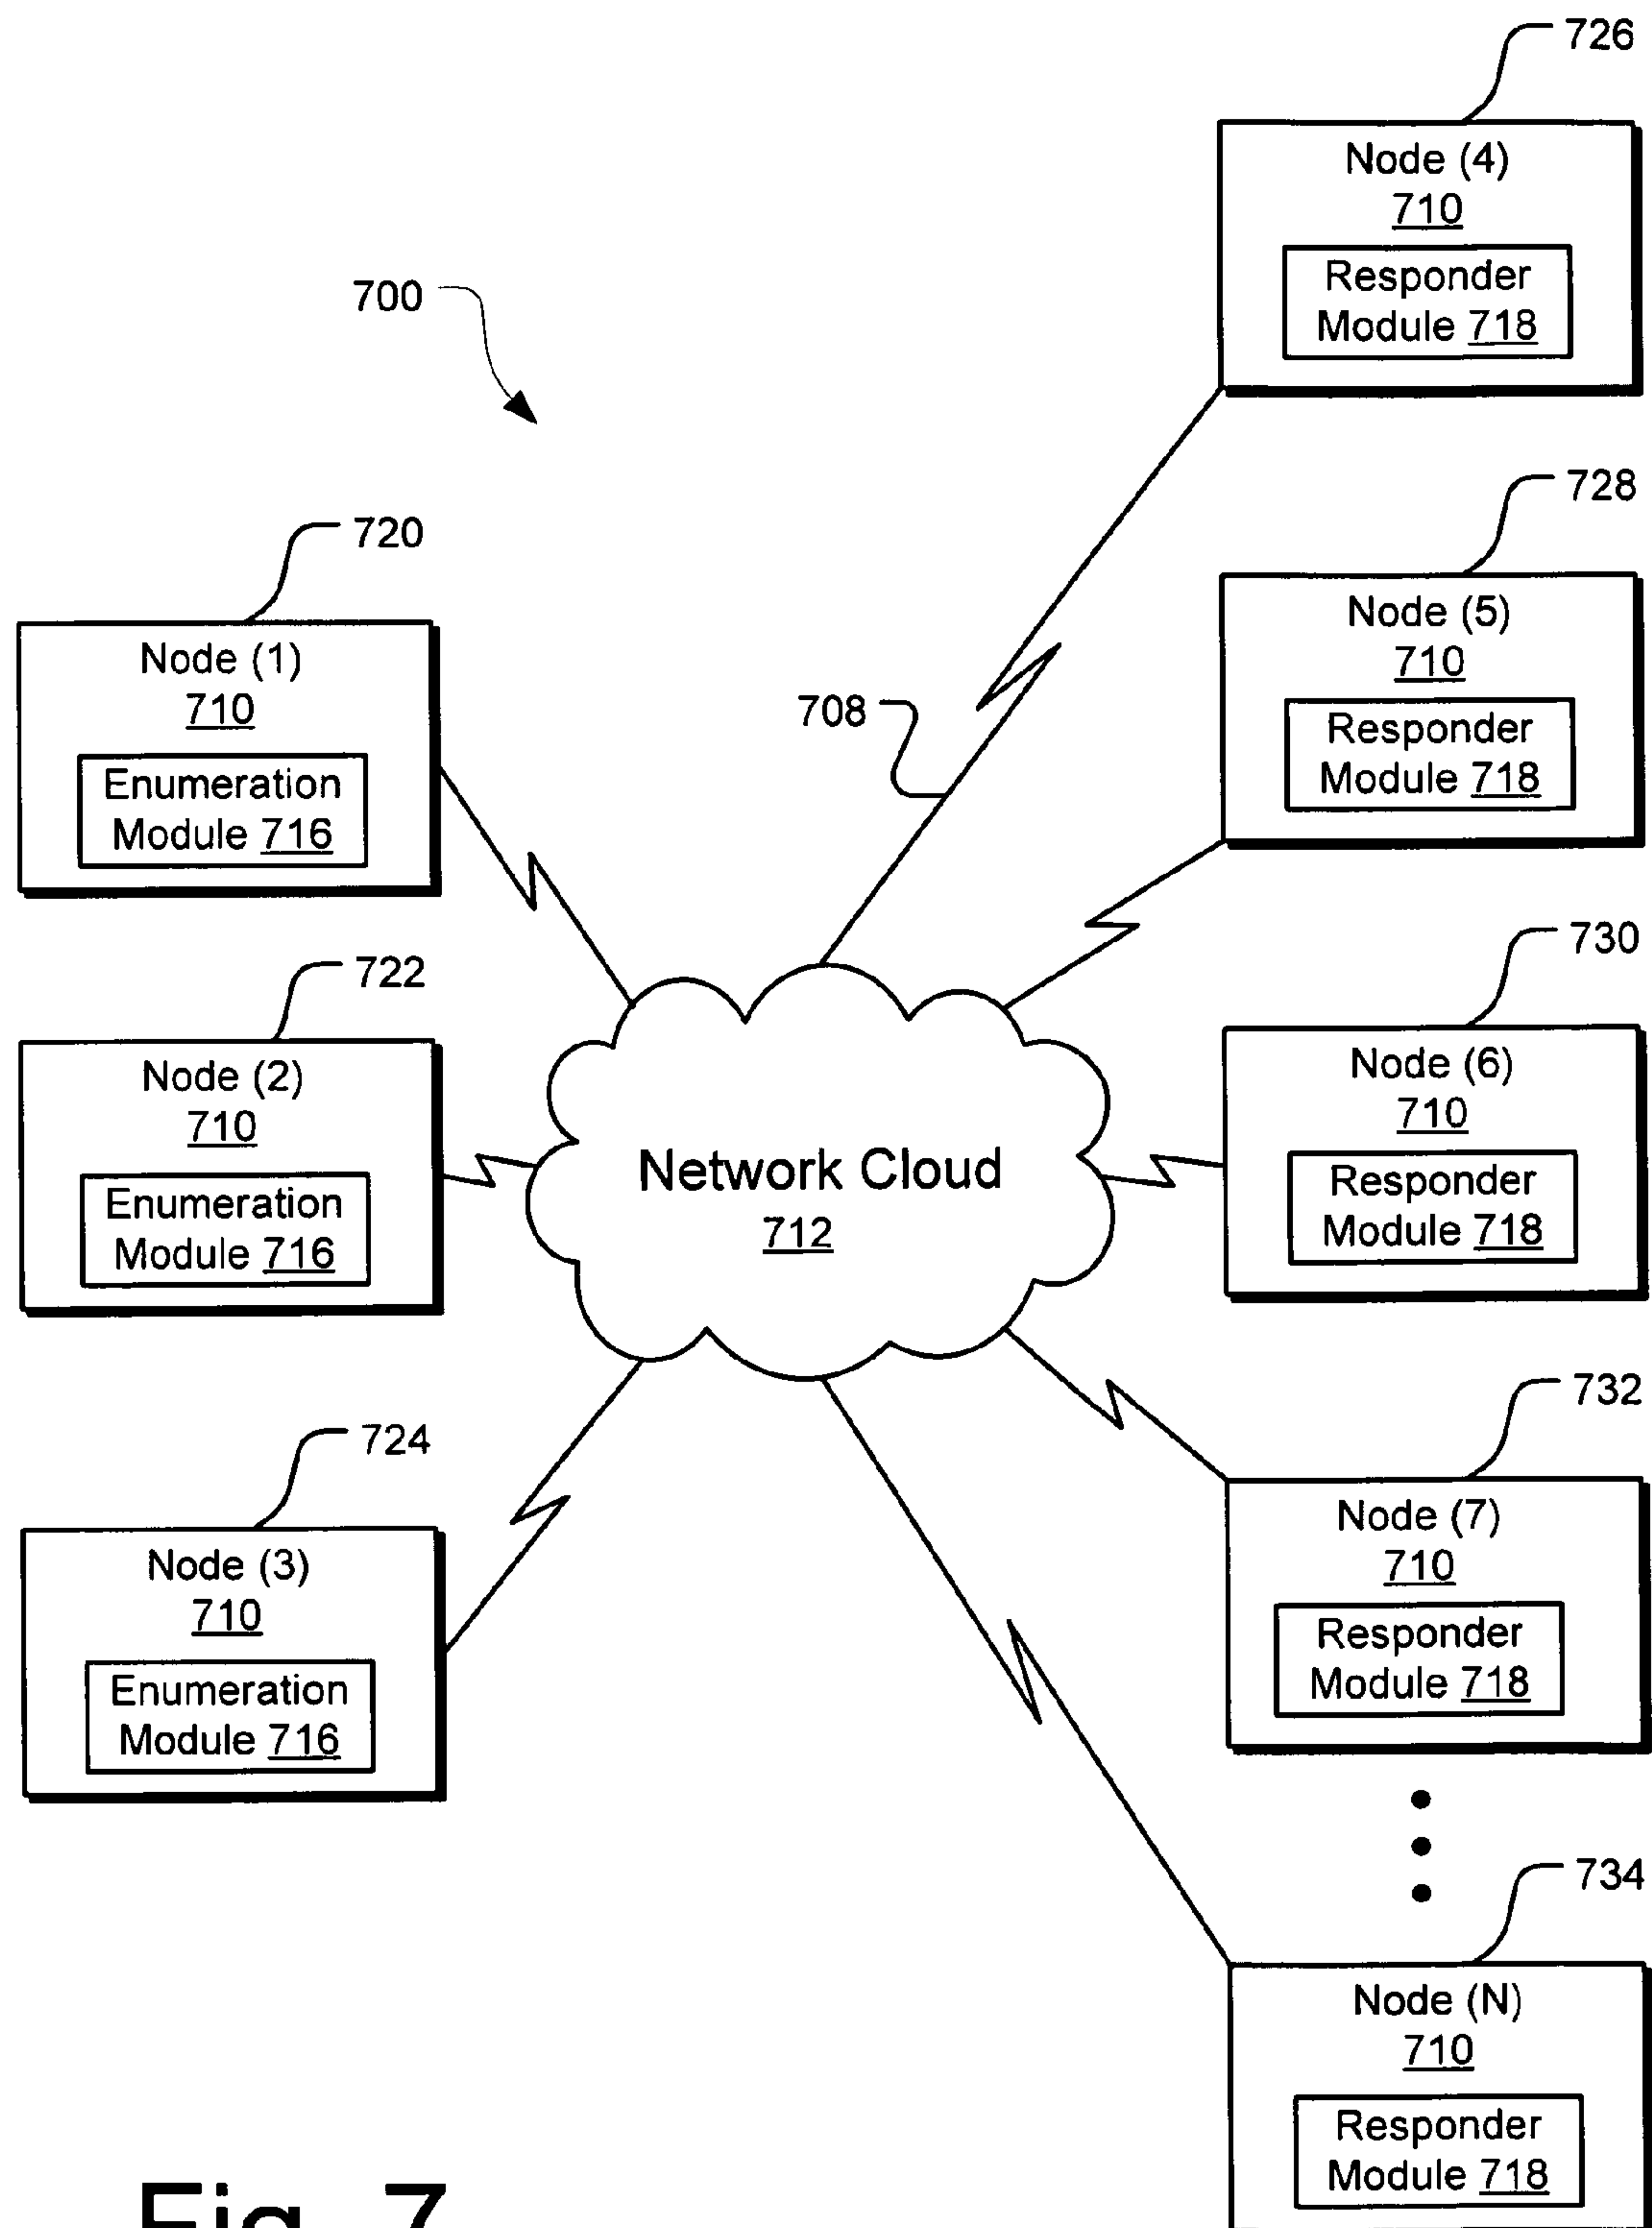 726
Node (4)
710
Responder
Module 718
700
728
Node (5)
710
Responder
Module 718
708
720
Node (1)
710
Enumeration
Module 716
730
Node (6)
710
Responder
Module 718
722
Node (2)
710
Enumeration
Module 716
Network Cloud
712
732
Node (7)
710
Responder
Module 718
724
Node (3)
710
Enumeration
Module 716
734
Node (N)
710
Responder
Module 718
Fig. 7